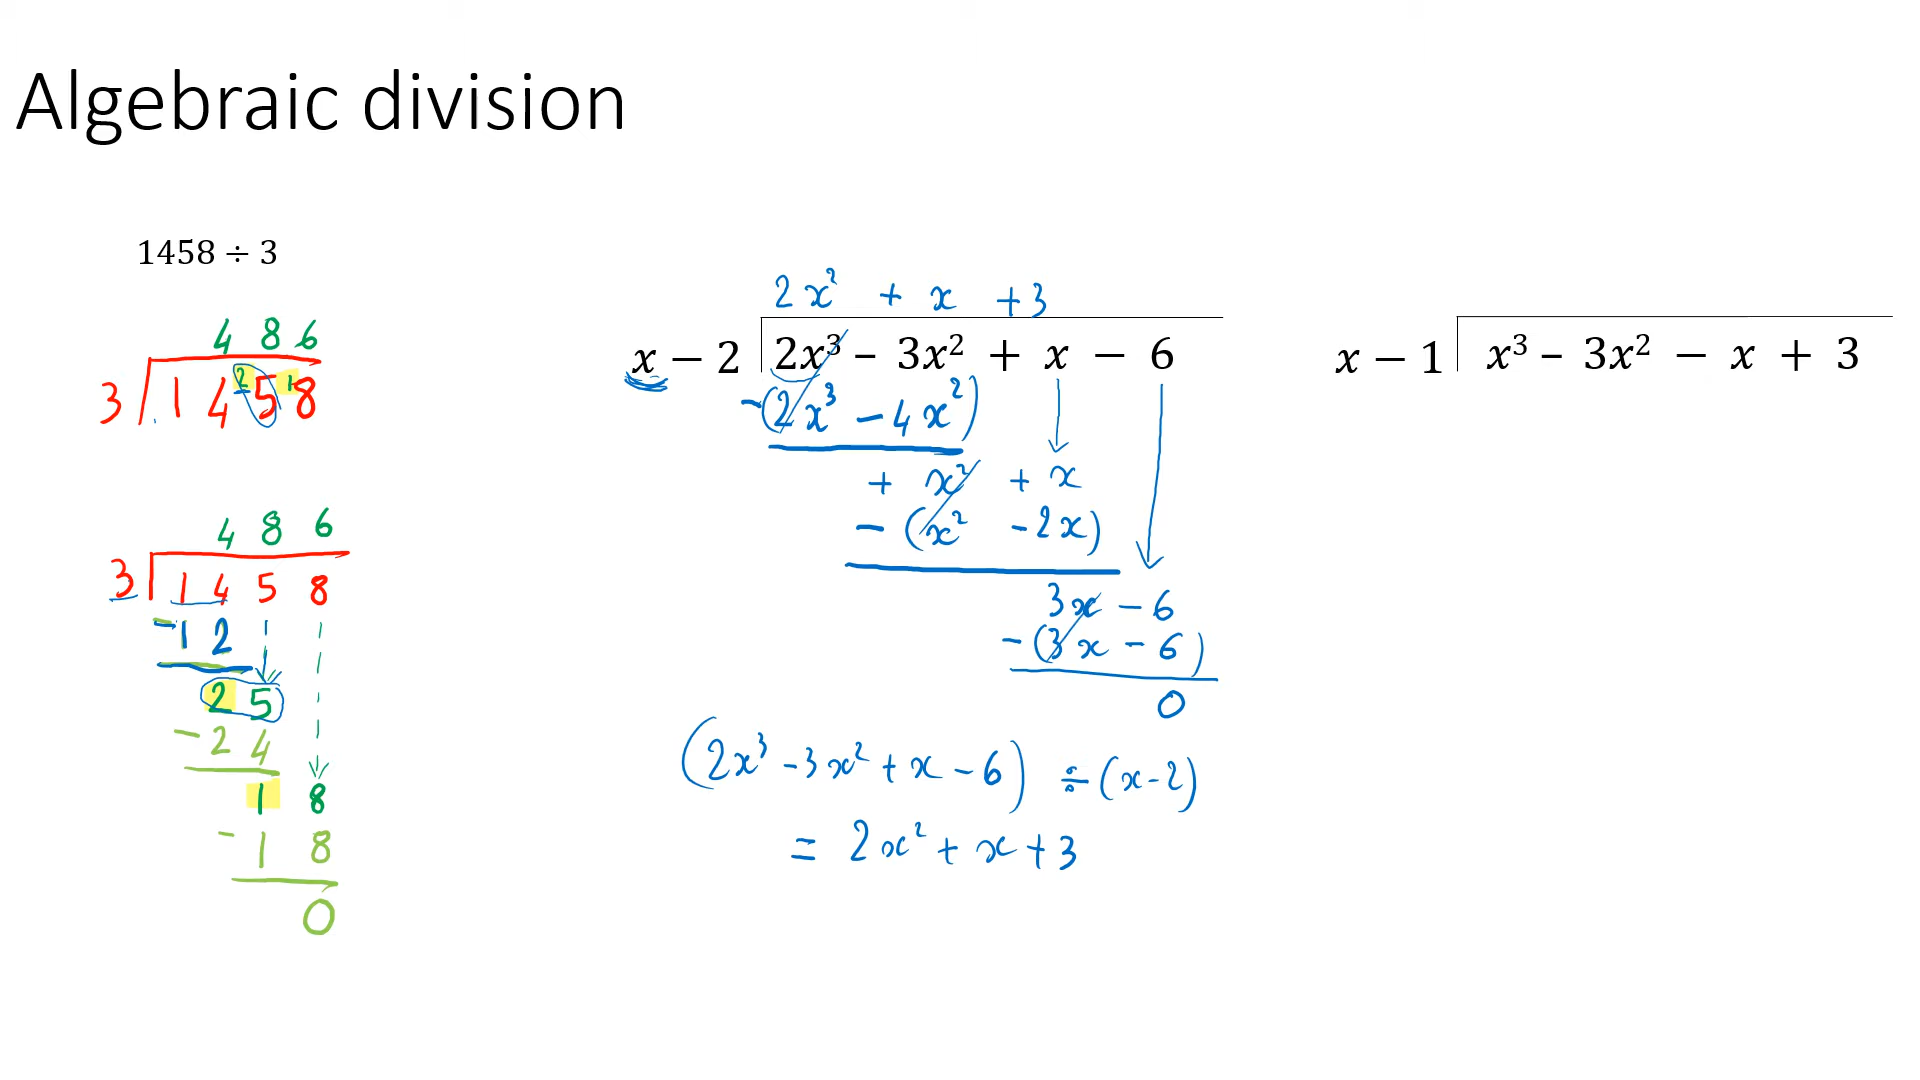 Algebraic division
1458 ÷ 3
4 8 6
3 1 4 ²5 ¹8
4 8 6
3 1 4 5 8
- 1 2
2 5
- 2 4
1 8
- 1 8
0
2x² + x + 3
x − 2 2x³ − 3x² + x − 6
- (2x³ - 4x²)
+ x² + x
- (x² - 2x)
3x - 6
- (3x - 6)
0
(2x³ - 3x² + x - 6) ÷ (x - 2)
= 2x² + x + 3
x − 1 x³ − 3x² − x + 3